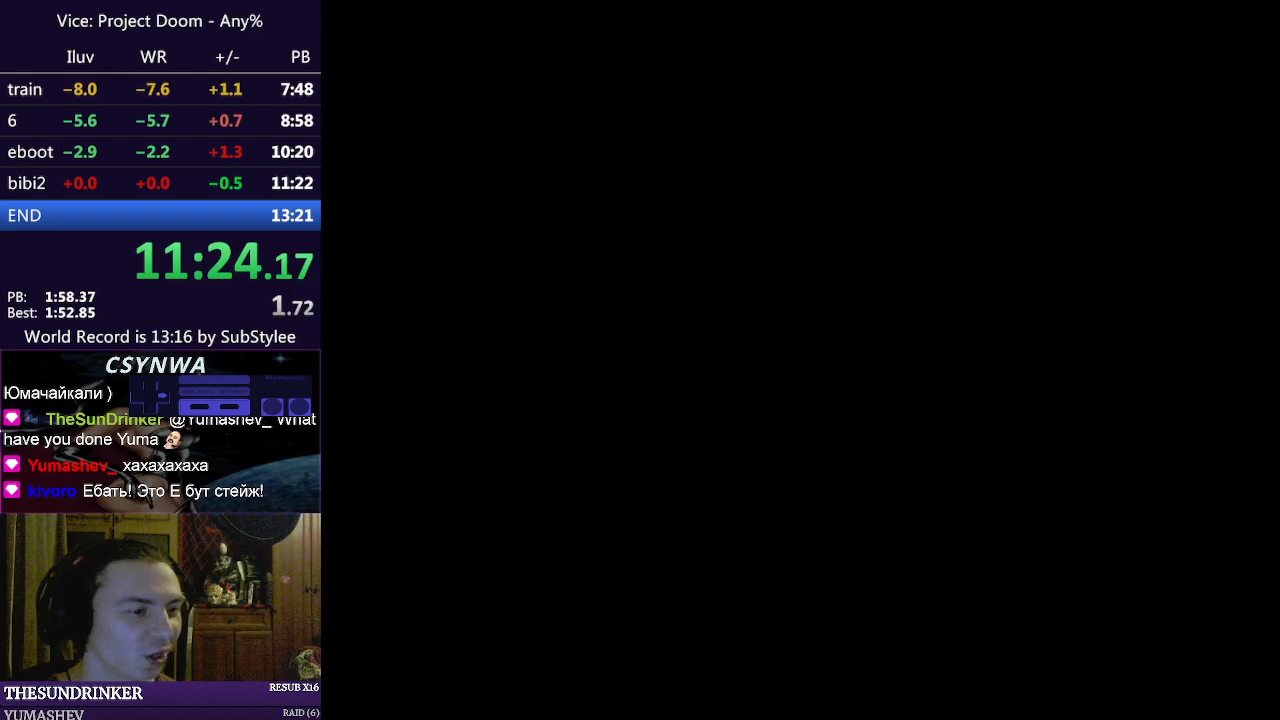 Vice: Project Doom - Any%
Iluv WR +/- PB
train −8.0 −7.6 +1.1 7:48
6 −5.6 −5.7 +0.7 8:58
eboot −2.9 −2.2 +1.3 10:20
bibi2 +0.0 +0.0 −0.5 11:22
END 13:21
11:24.17
PB: 1:58.37
1.72
Best: 1:52.85
World Record is 13:16 by SubStylee
CSYNWA
Юмачайкали )
TheSunDrinker @Yumashev_ What
have you done Yuma
Yumashev_ хахахахаха
kivoro Ебать! Это Е бут стейж!
THESUNDRINKER RESUB X16
YUMASHEV RAID (6)